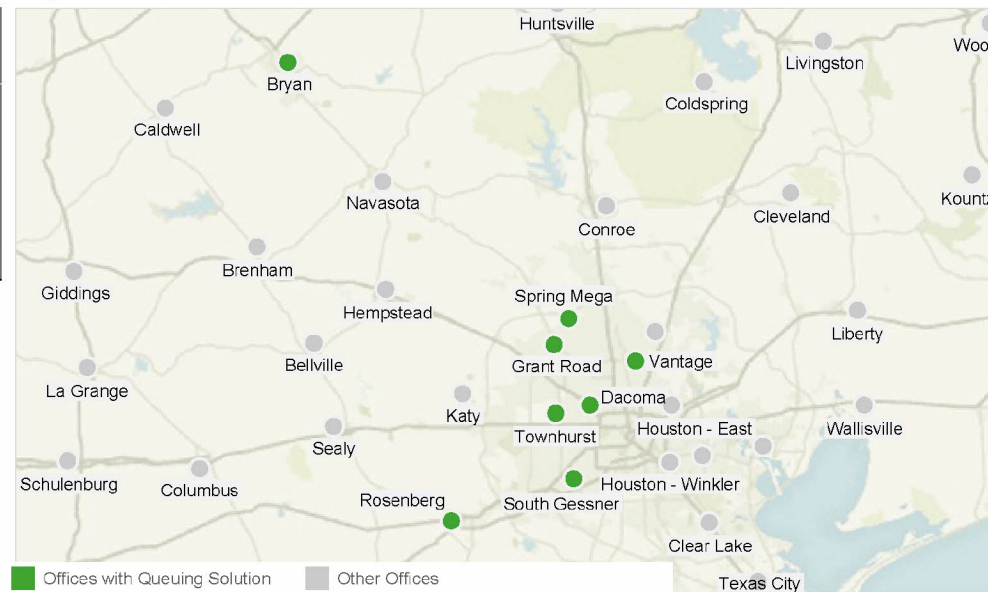 Huntsville
Livingston
Bryan
Coldspring
Caldwell
Navasota
Cleveland
Conroe
Brenham
Giddings
Spring Mega
Hempstead
Liberty
Grant Road
Vantage
Bellville
La Grange
Dacoma
Katy
Houston - East
Wallisville
Townhurst
Sealy
Schulenburg
Columbus
Houston - Winkler
Rosenberg
South Gessner
Clear Lake
Offices with Queuing Solution
Other Offices
Texas City